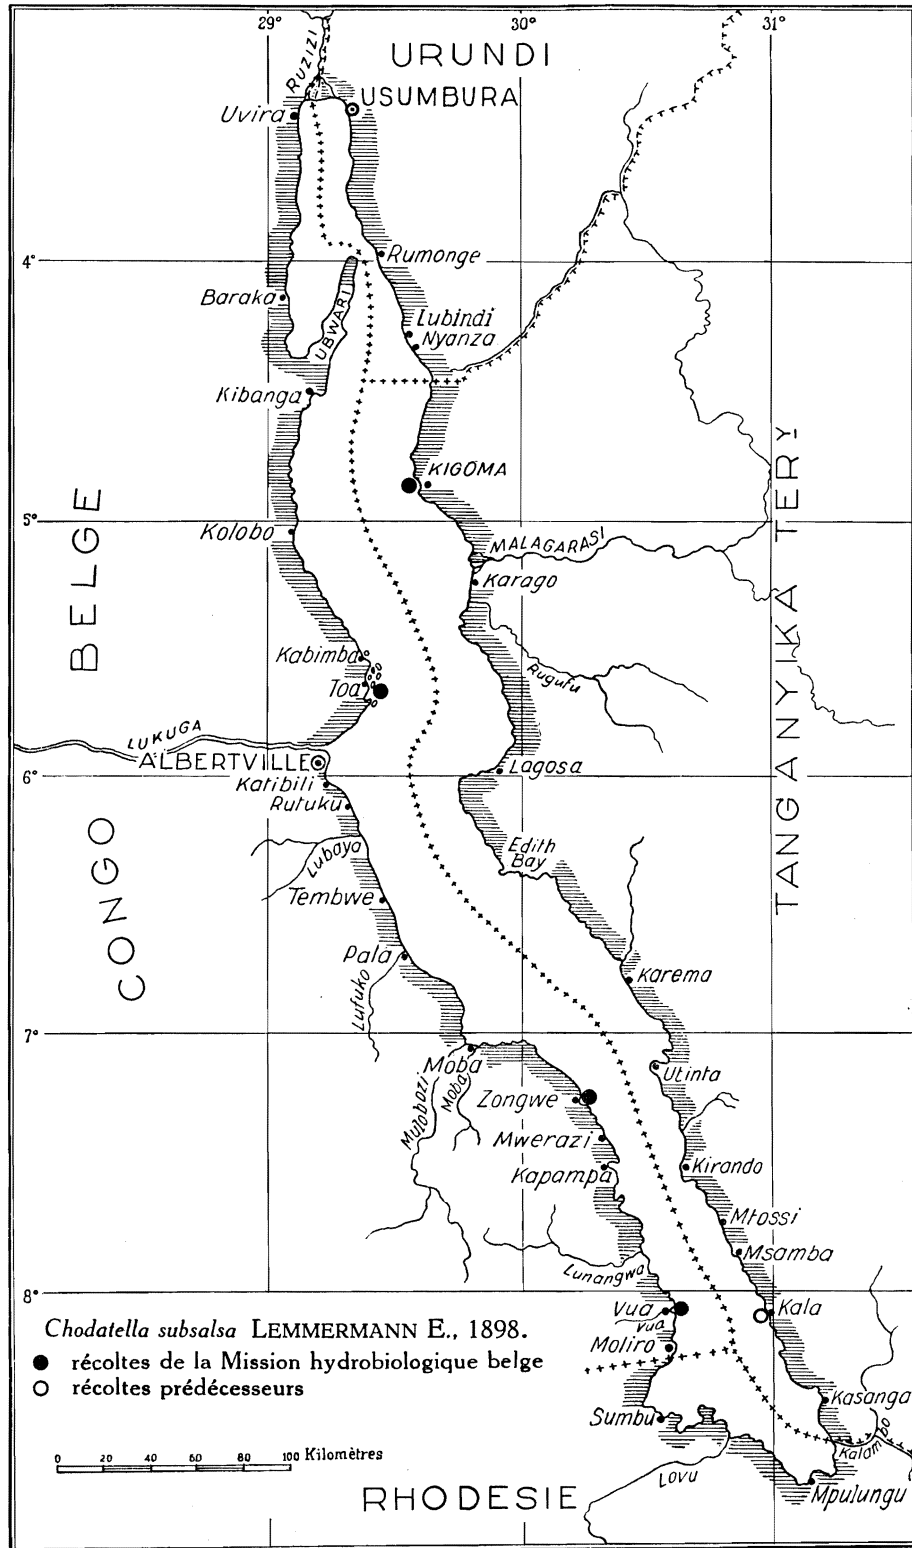 29° 30° 31°
RUZIZI
URUNDI
USUMBURA
Uvira
4°
Rumonge
Baraka
UBWARI
Lubindi
Nyanza
Kibanga
KIGOMA
BELGE
5°
Kolobo
MALAGARASI
Karago
TANGANYIKA TERY
Kabimba
Toa
Rugufu
LUKUGA
ALBERTVILLE
6°
Lagosa
Katibili
Rutuku
Edith
Bay
Lubaya
CONGO
Tembwe
Pala
Lufuko
Karema
7°
Moba
Moba
Mulobozi
Utinta
Zongwe
Mwerazi
Kapampa
Kirando
Mtossi
Msamba
Lunangwa
8°
Vua
Vua
Kala
Moliro
Chodatella subsalsa LEMMERMANN E., 1898.
récoltes de la Mission hydrobiologique belge
récoltes prédécesseurs
Kasanga
Sumbu
Kalambo
0 20 40 60 80 100 Kilomètres
Lovu
Mpulungu
RHODESIE